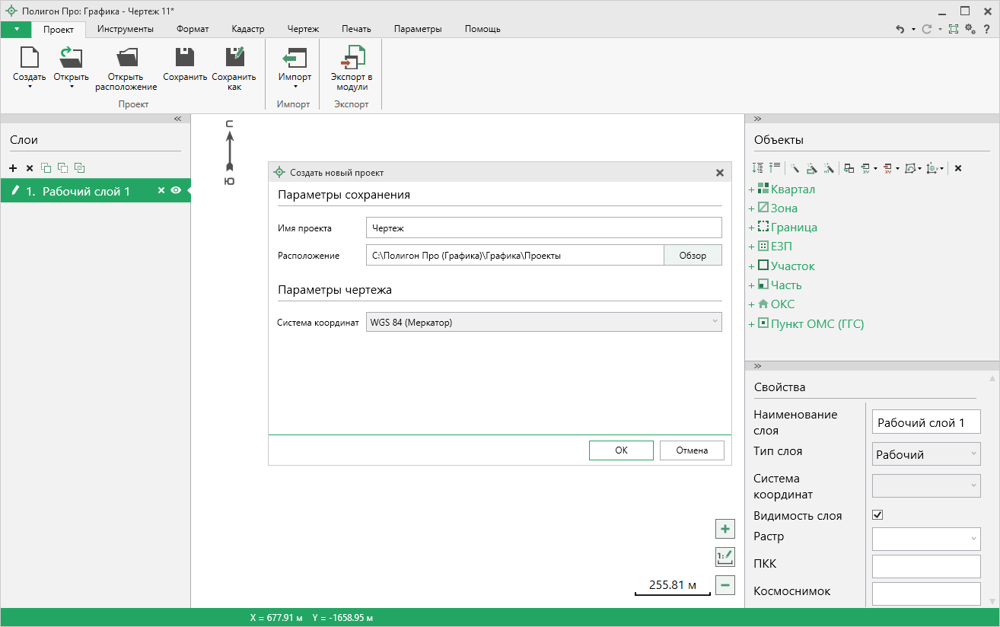 Полигон Про: Графика - Чертеж 11*
Проект Инструменты Формат Кадастр Чертеж Печать Параметры Помощь
Создать Открыть Открыть расположение Сохранить Сохранить как Импорт Экспорт в модули
Проект Импорт Экспорт
Слои
1. Рабочий слой 1
С
Ю
Создать новый проект
Параметры сохранения
Имя проекта Чертеж
Расположение C:\Полигон Про (Графика)\Графика\Проекты Обзор
Параметры чертежа
Система координат WGS 84 (Меркатор)
OK Отмена
1:
255.81 м
Объекты
Квартал
Зона
Граница
ЕЗП
Участок
Часть
ОКС
Пункт ОМС (ГГС)
Свойства
Наименование слоя Рабочий слой 1
Тип слоя Рабочий
Система координат
Видимость слоя
Растр
ПКК
Космоснимок
X = 677.91 м Y = -1658.95 м